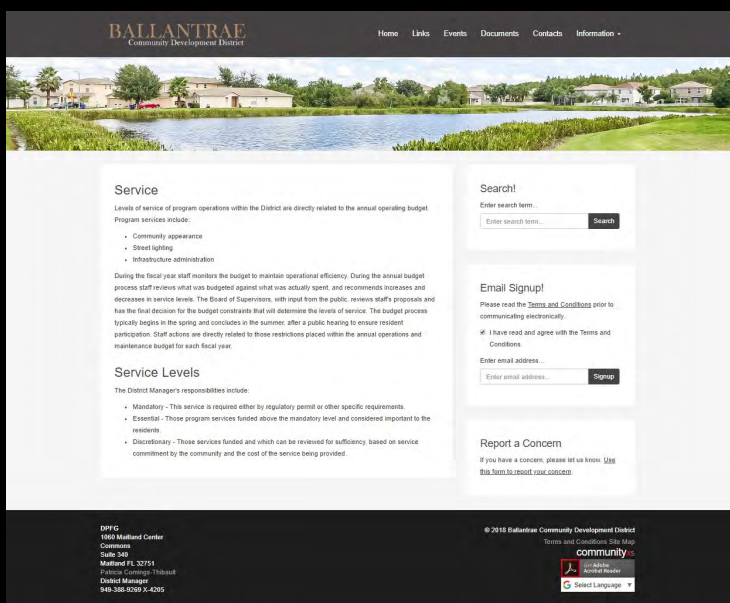 BALLANTRAE
Community Development District
Home Links Events Documents Contacts Information
Service
Levels of service of program operations within the District are directly related to the annual operating budget.
Program services include:
• Community appearance
• Street lighting
• Infrastructure administration
During the fiscal year staff monitors the budget to maintain operational efficiency. During the annual budget
process staff reviews what was budgeted against what was actually spent, and recommends increases and
decreases in service levels. The Board of Supervisors, with input from the public, reviews staff's proposals and
has the final decision for the budget constraints that will determine the levels of service. The budget process
typically begins in the spring and concludes in the summer, after a public hearing to ensure resident
participation. Staff actions are directly related to those restrictions placed within the annual operations and
maintenance budget for each fiscal year.
Service Levels
The District Manager's responsibilities include:
• Mandatory - This service is required either by regulatory permit or other specific requirements.
• Essential - Those program services funded above the mandatory level and considered important to the
residents.
• Discretionary - Those services funded and which can be reviewed for sufficiency, based on service
commitment by the community and the cost of the service being provided.
Search!
Enter search term...
Enter search term... Search
Email Signup!
Please read the Terms and Conditions prior to
communicating electronically.
I have read and agree with the Terms and
Conditions.
Enter email address...
Enter email address... Signup
Report a Concern
If you have a concern, please let us know. Use
this form to report your concern.
DPFG
1060 Maitland Center
Commons
Suite 340
Maitland FL 32751
Patricia Comings-Thibault
District Manager
949-388-9269 X-4205
© 2018 Ballantrae Community Development District
Terms and Conditions Site Map
communityxs
Get Adobe
Acrobat Reader
Select Language